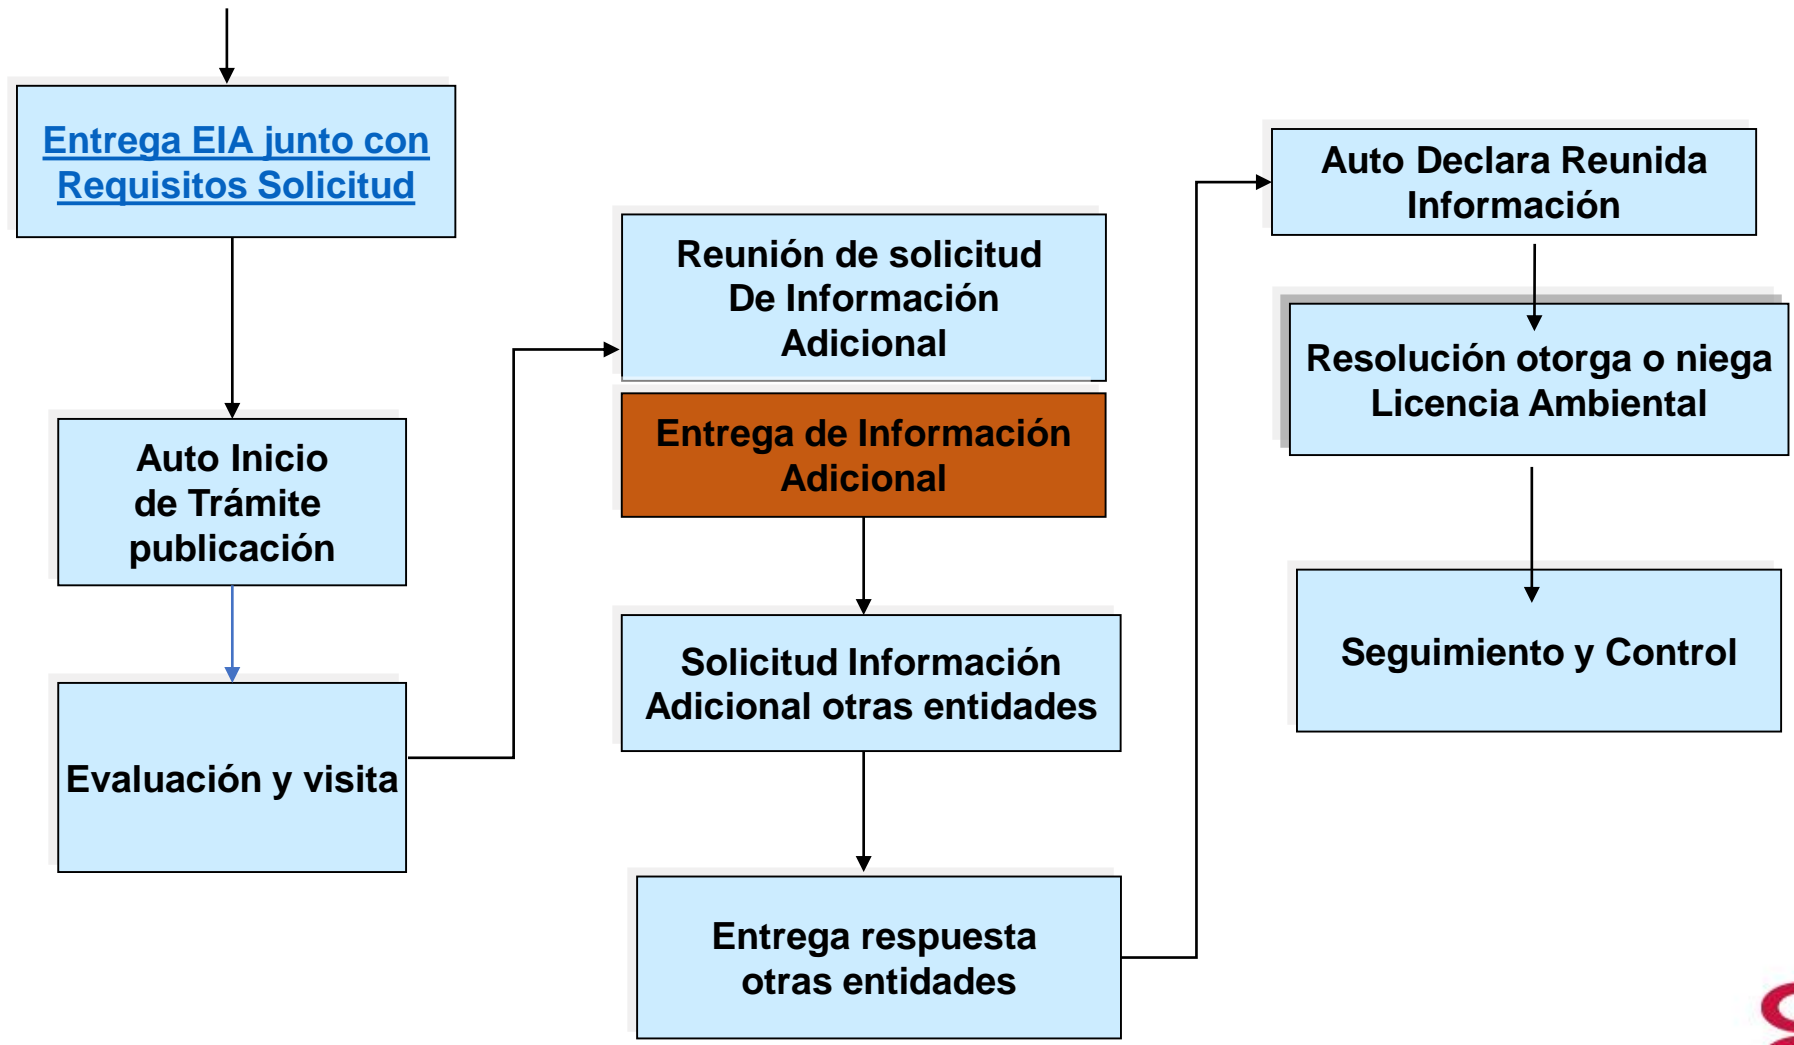 Entrega EIA junto con
Requisitos Solicitud
Auto Inicio
de Trámite
publicación
Evaluación y visita
Reunión de solicitud
De Información
Adicional
Entrega de Información
Adicional
Solicitud Información
Adicional otras entidades
Entrega respuesta
otras entidades
Auto Declara Reunida
Información
Resolución otorga o niega
Licencia Ambiental
Seguimiento y Control